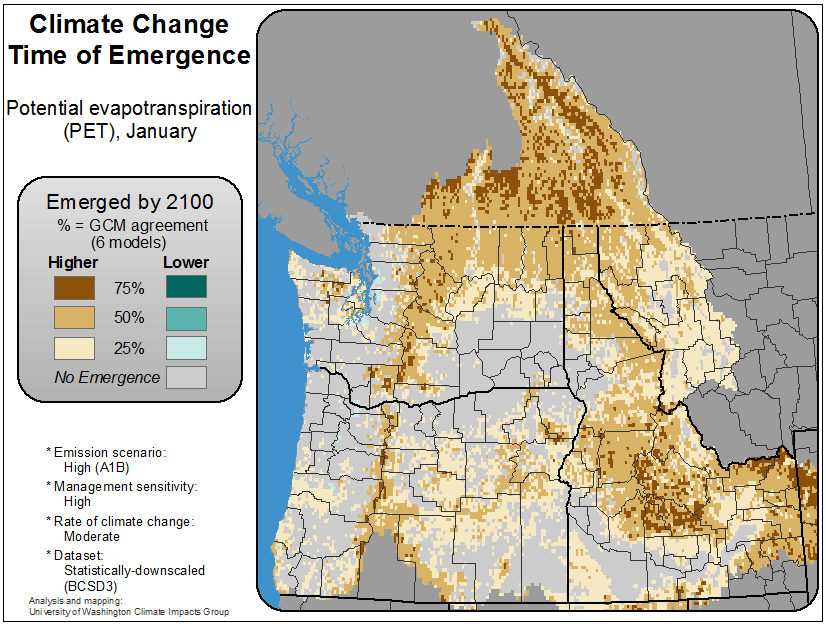 Climate Change
Time of Emergence
Potential evapotranspiration
(PET), January
Emerged by 2100
% = GCM agreement
(6 models)
Higher Lower
75%
50%
25%
No Emergence
* Emission scenario:
High (A1B)
* Management sensitivity:
High
* Rate of climate change:
Moderate
* Dataset:
Statistically-downscaled
(BCSD3)
Analysis and mapping:
University of Washington Climate Impacts Group